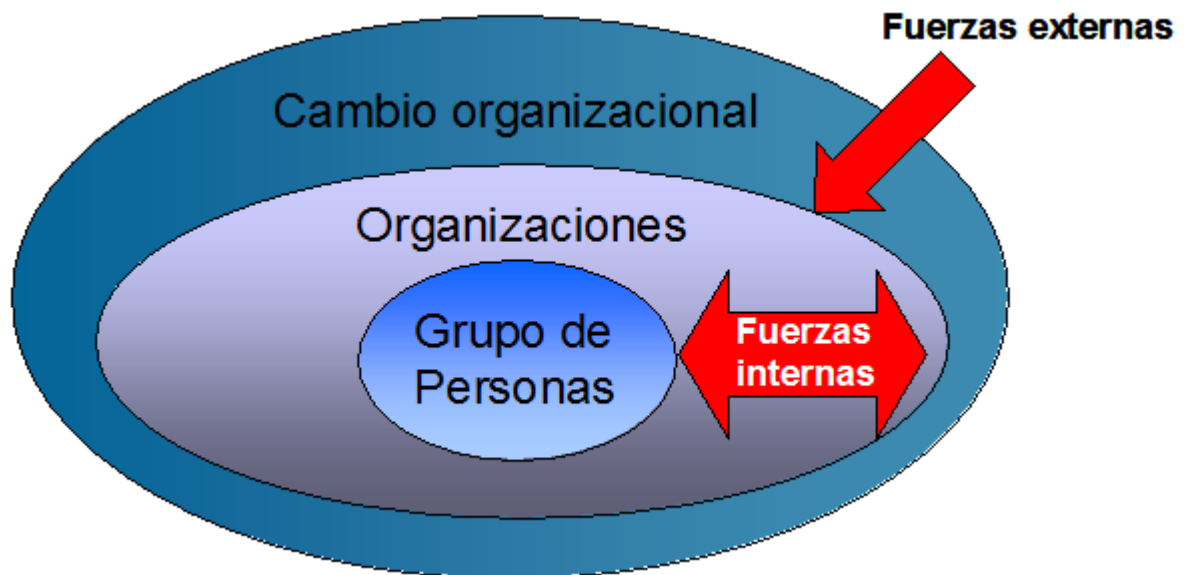 Fuerzas externas
Cambio organizacional
Organizaciones
Grupo de
Personas
Fuerzas
internas